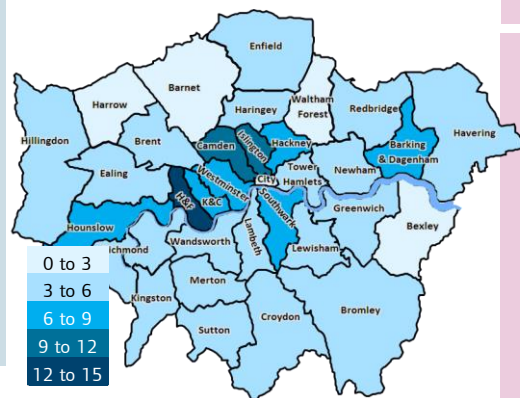 Enfield
Barnet
Harrow
Waltham
Forest
Haringey
Redbridge
Havering
Hillingdon
Brent
Camden
Islington
Hackney
Barking
& Dagenham
Ealing
Westminster
City
Tower
Hamlets
Newham
H&F
K&C
Southwark
Greenwich
Bexley
Hounslow
Wandsworth
Lambeth
Lewisham
ichmond
Merton
Kingston
Sutton
Croydon
Bromley
0 to 3
3 to 6
6 to 9
9 to 12
12 to 15